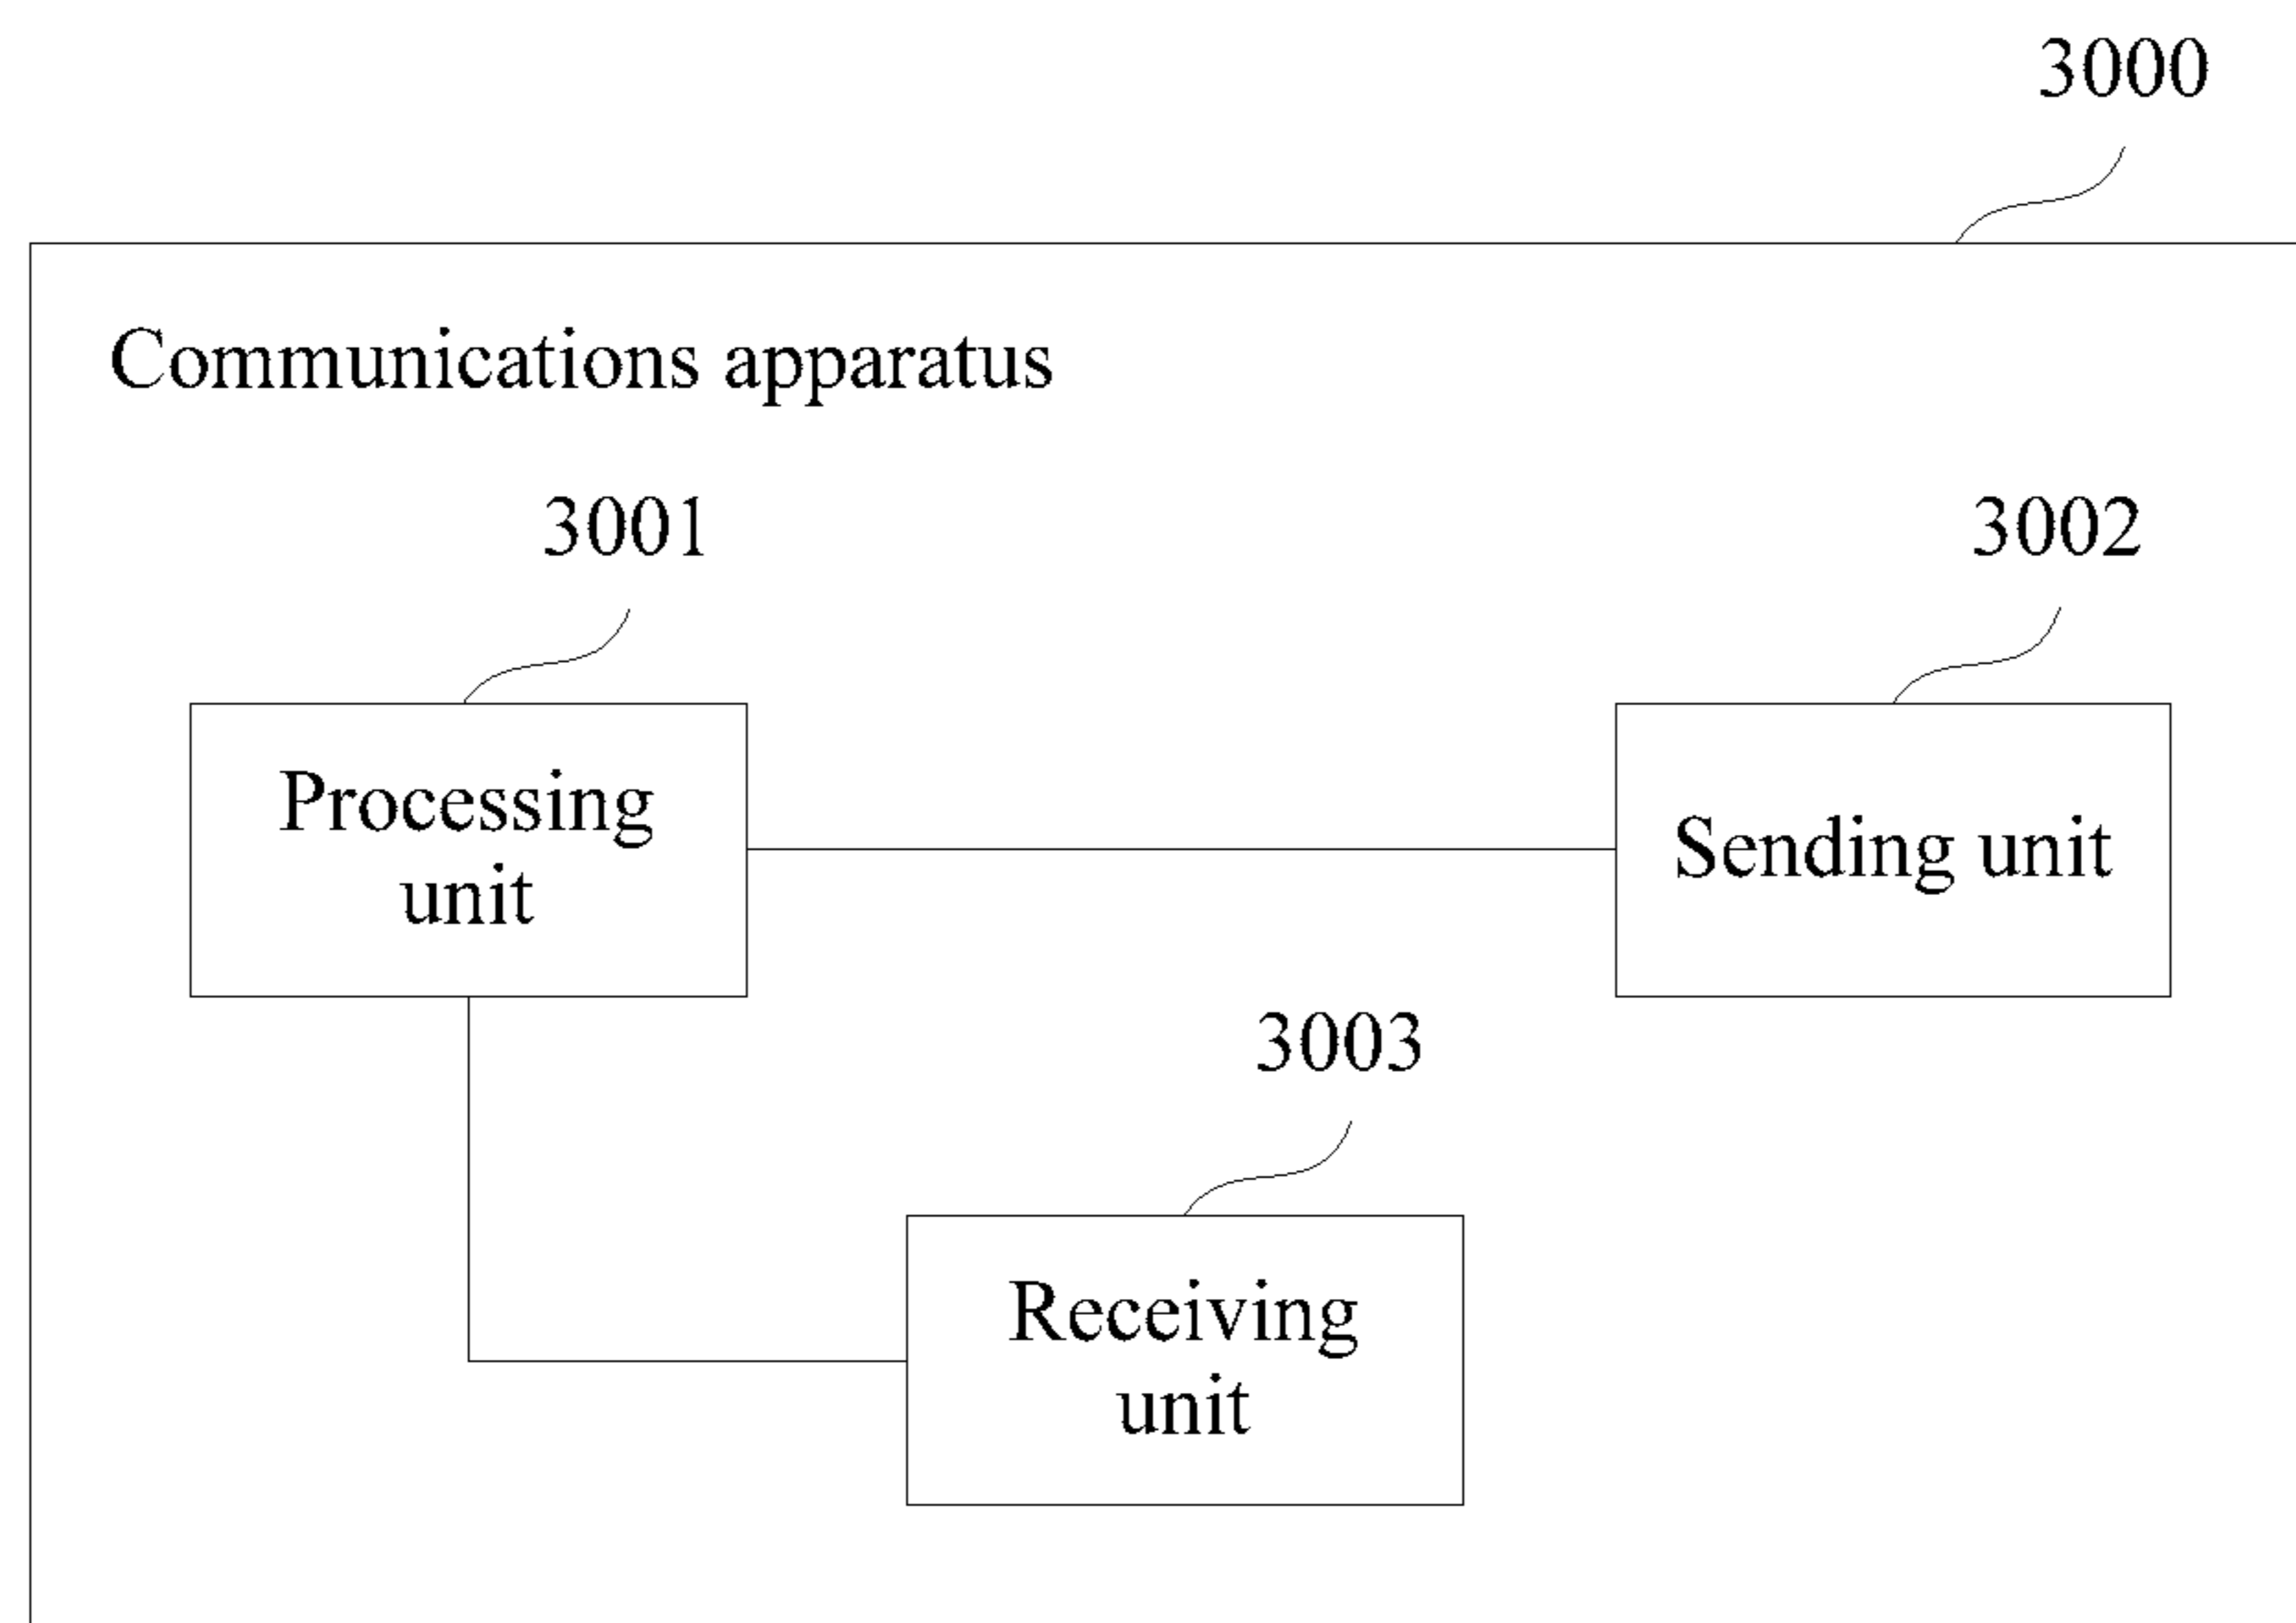 3000
Communications apparatus
3001
3002
Processing
unit
Sending unit
3003
Receiving
unit